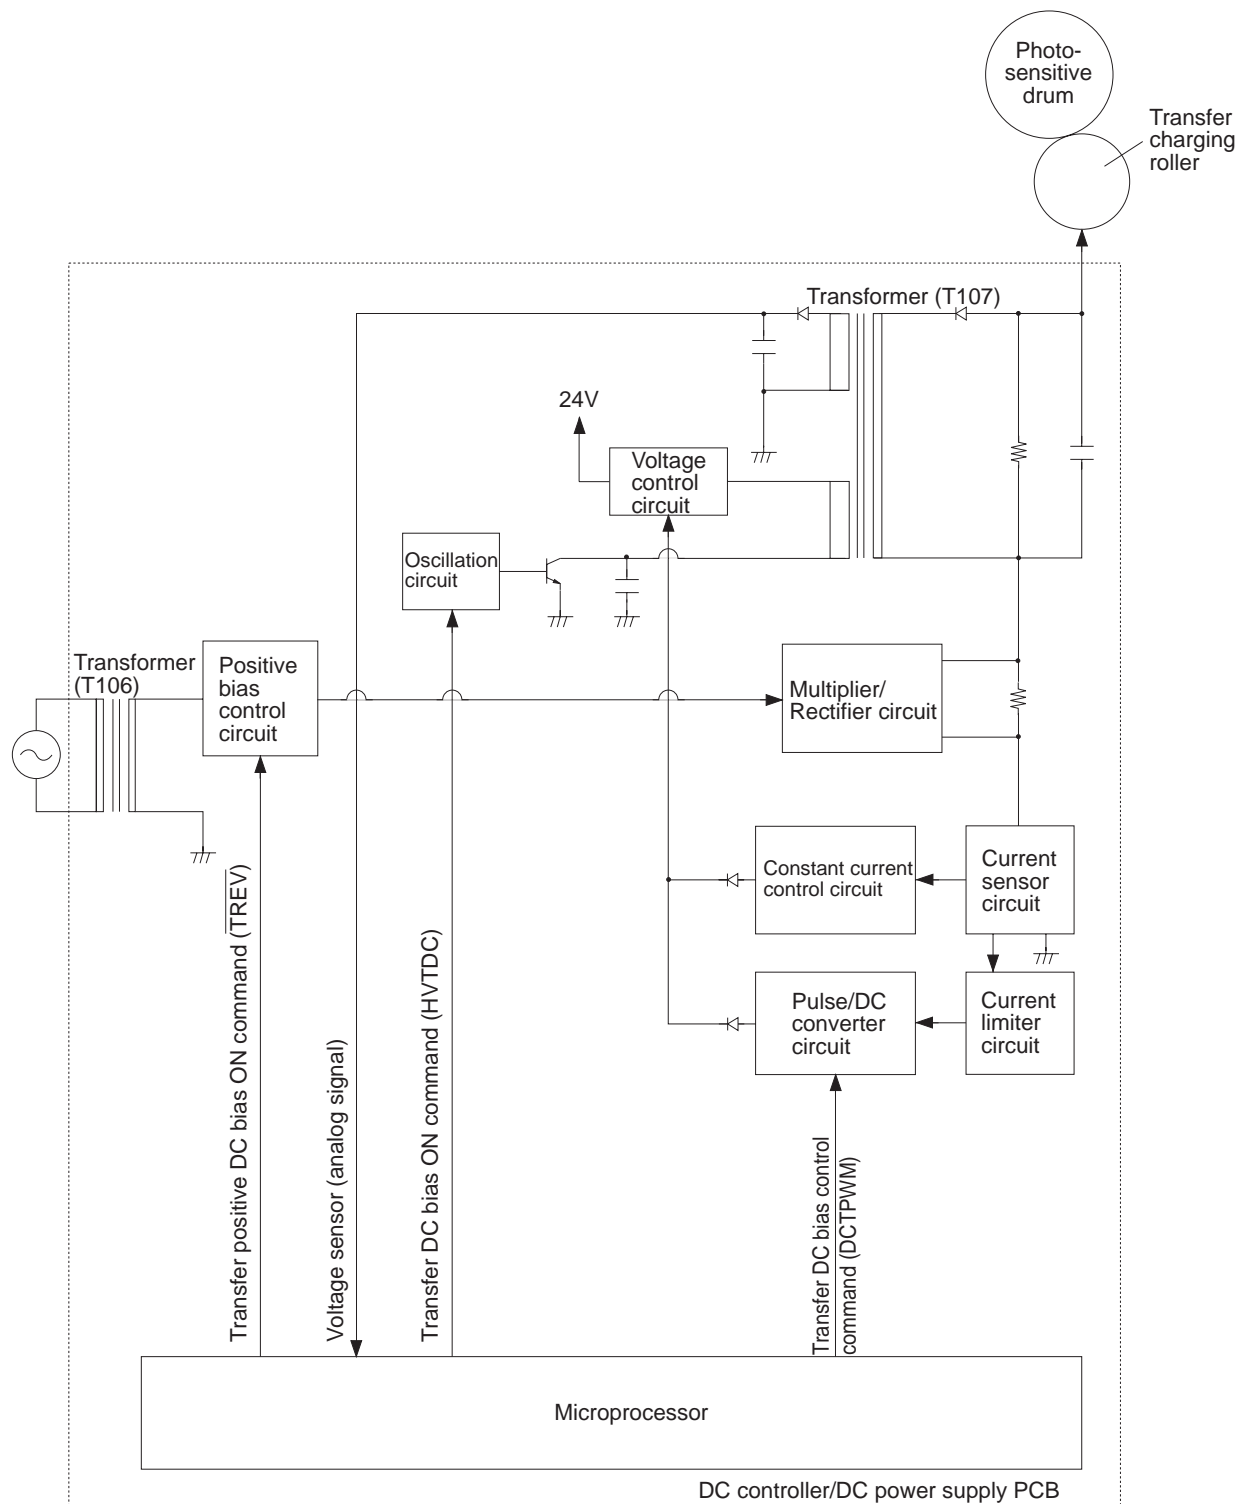 Photo-
sensitive
drum
Transfer
charging
roller
Transformer (T107)
24V
Voltage
control
circuit
Oscillation
circuit
Transformer
(T106)
Positive
bias
control
circuit
Multiplier/
Rectifier circuit
Constant current
control circuit
Current
sensor
circuit
Pulse/DC
converter
circuit
Current
limiter
circuit
Transfer positive DC bias ON command (TREV)
Voltage sensor (analog signal)
Transfer DC bias ON command (HVTDC)
Transfer DC bias control
command (DCTPWM)
Microprocessor
DC controller/DC power supply PCB